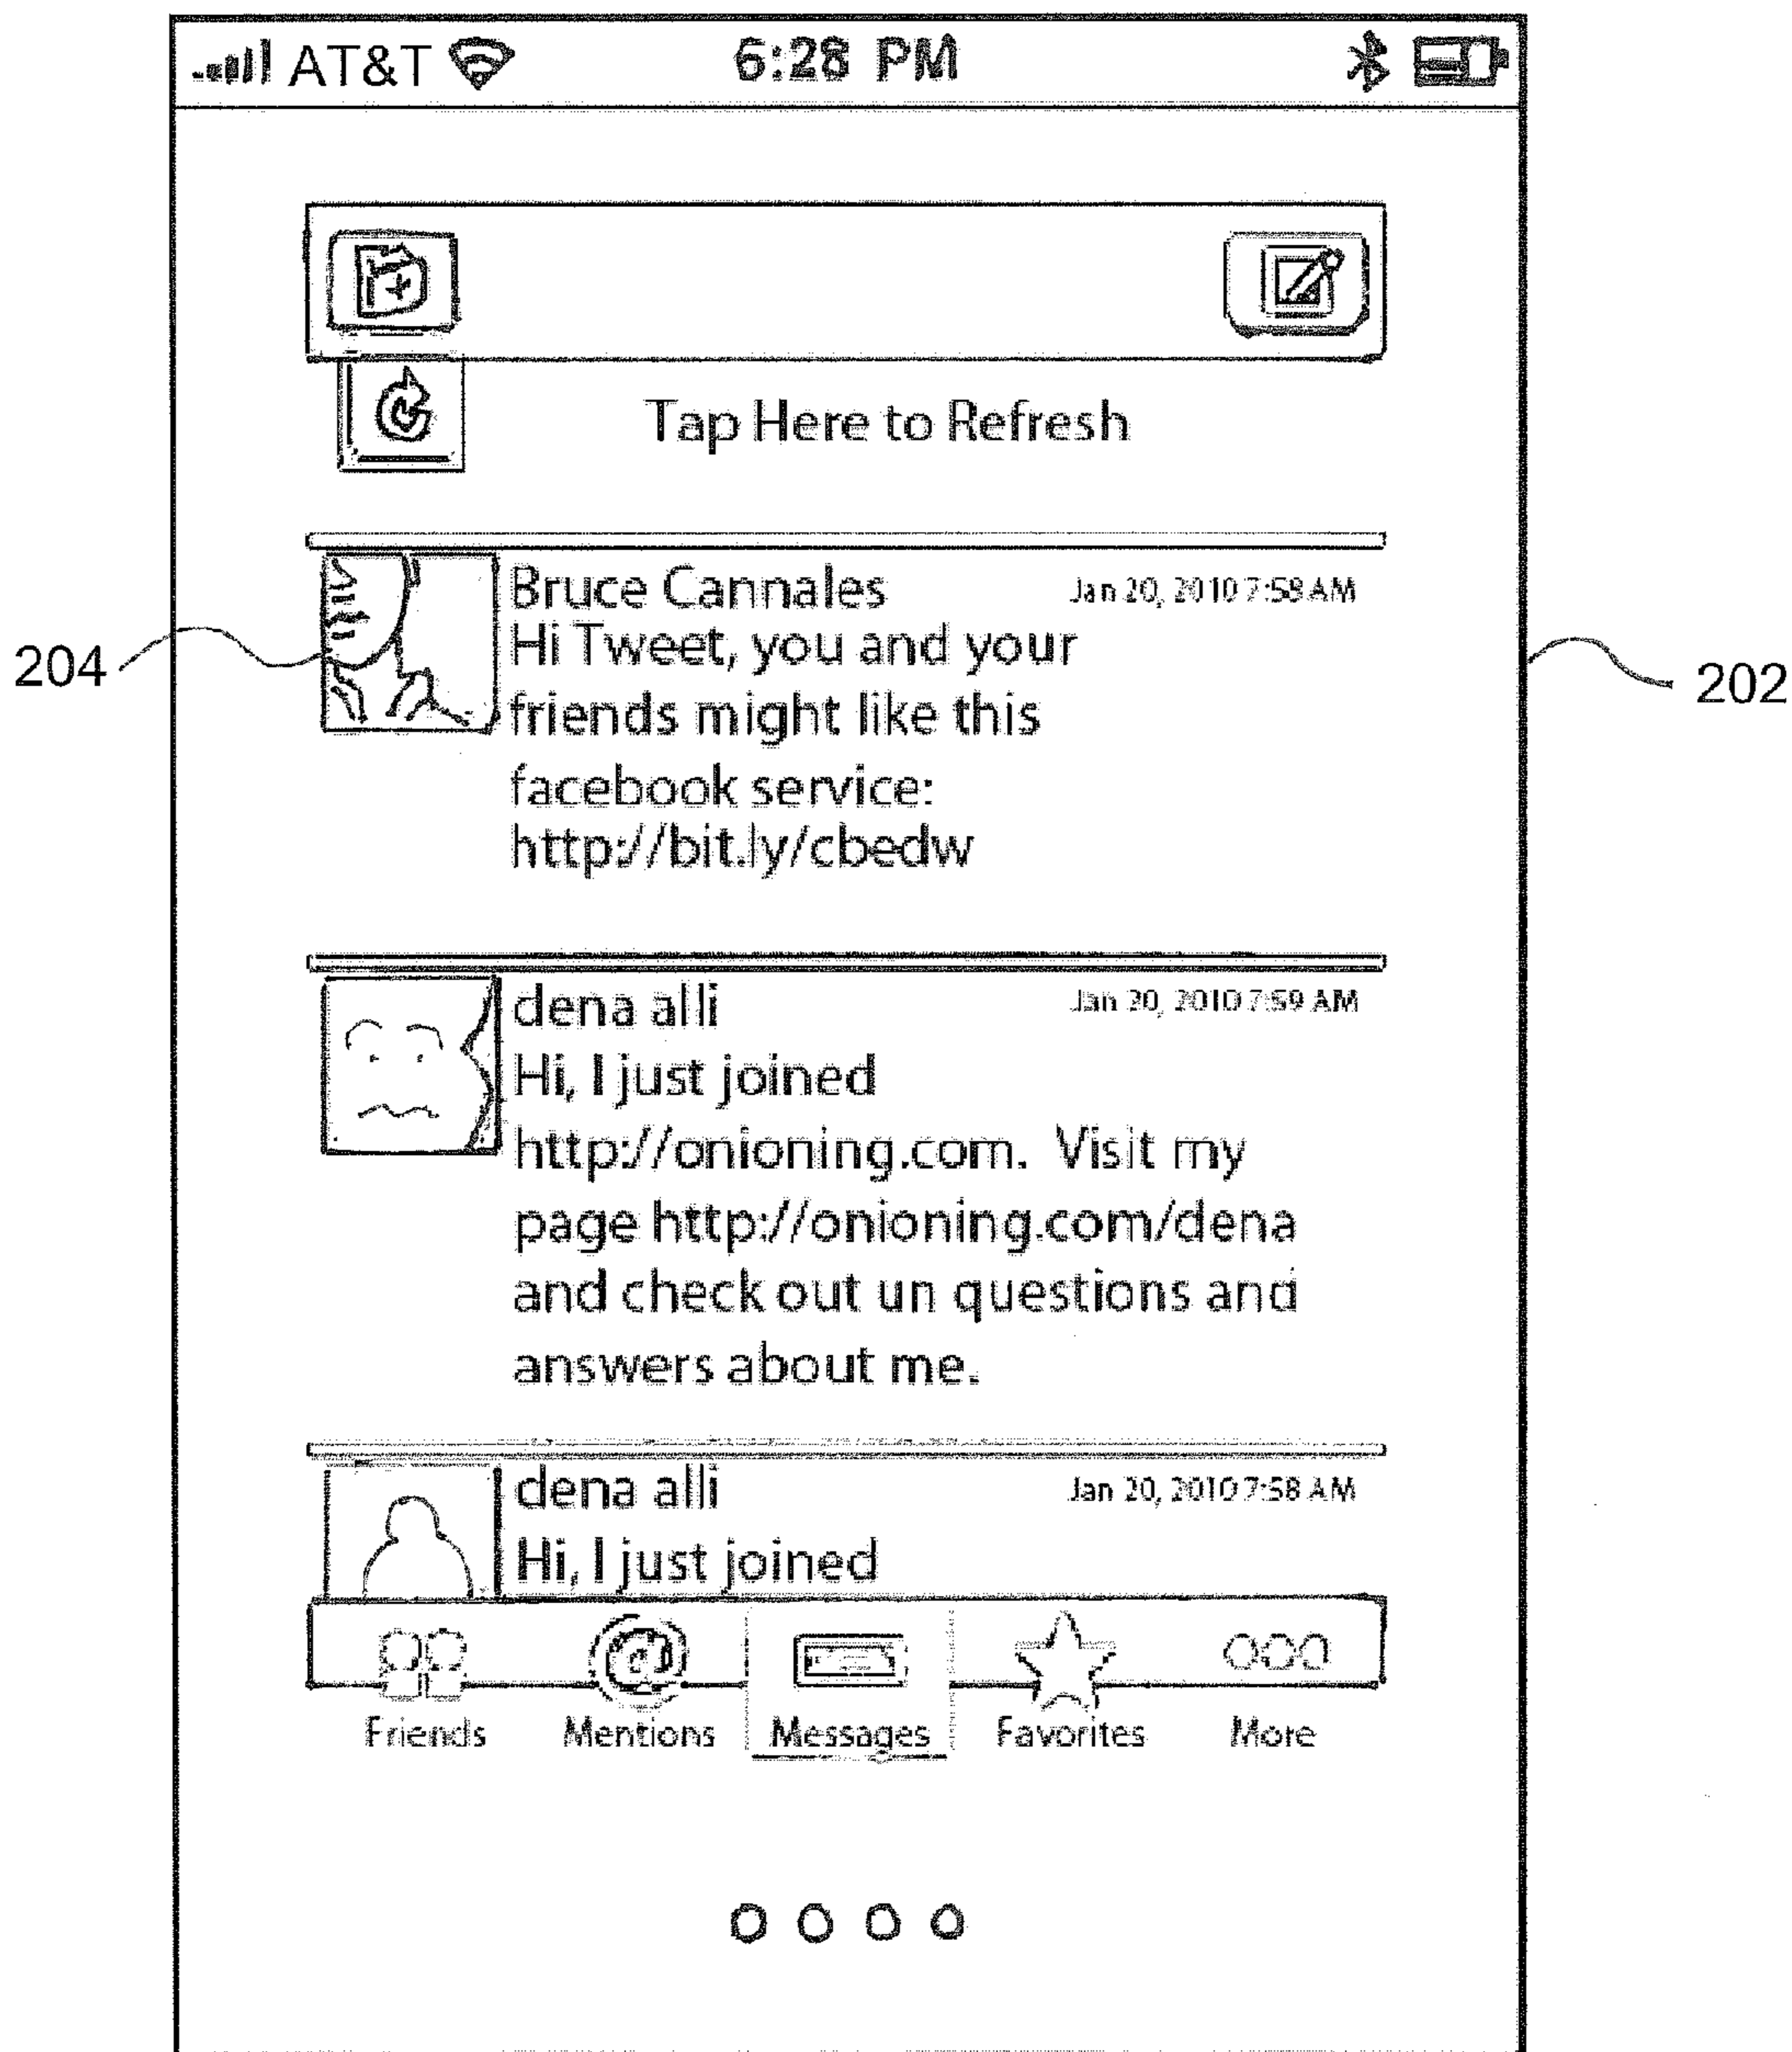 AT&T 6:28 PM
Tap Here to Refresh
Bruce Cannales Jan 20, 2010 7:58 AM
Hi Tweet, you and your
friends might like this
facebook service:
http://bit.ly/cbedw
204
202
dena alli Jan 20, 2010 7:59 AM
Hi, I just joined
http://onioning.com. Visit my
page http://onioning.com/dena
and check out un questions and
answers about me.
dena alli Jan 20, 2010 7:58 AM
Hi, I just joined
Friends Mentions Messages Favorites More